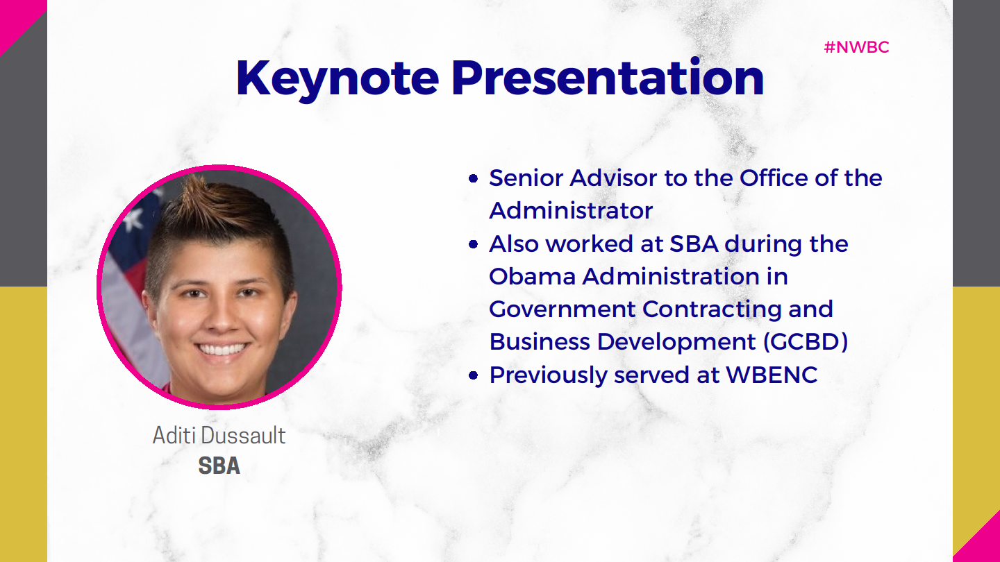 #NWBC
Keynote Presentation
Aditi Dussault
SBA
• Senior Advisor to the Office of the
Administrator
• Also worked at SBA during the
Obama Administration in
Government Contracting and
Business Development (GCBD)
• Previously served at WBENC